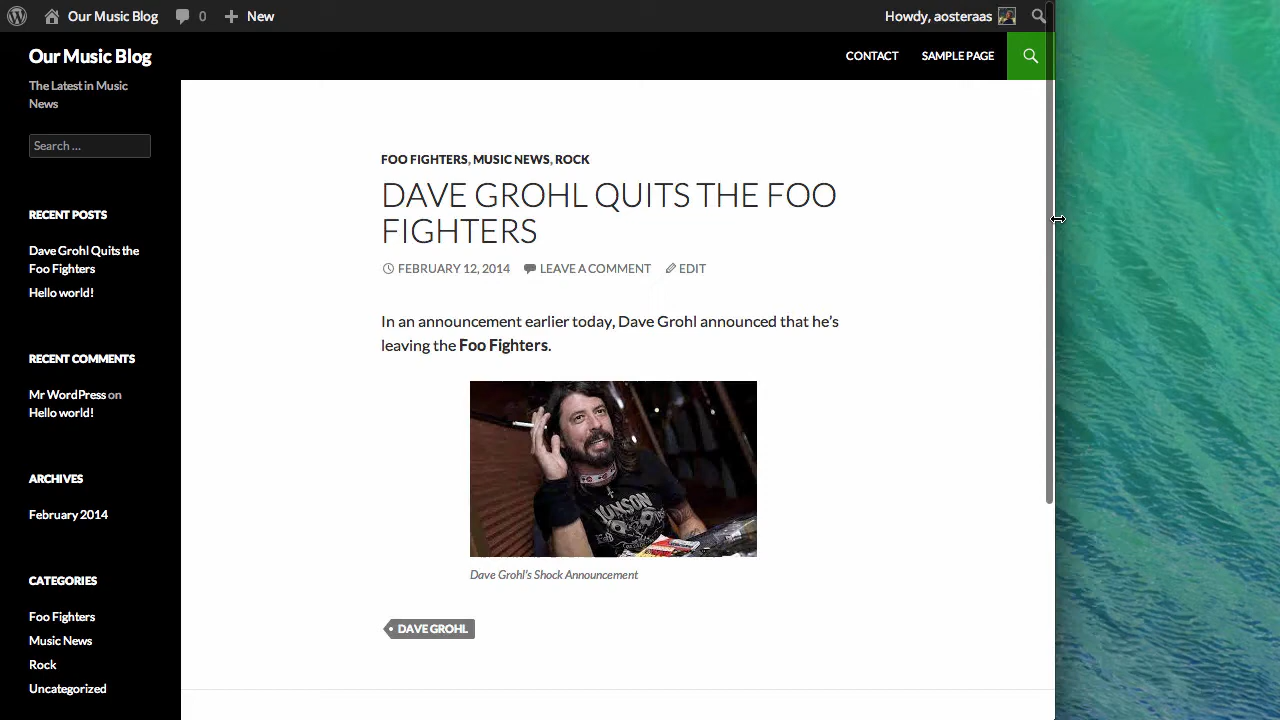 Our Music Blog
0
New
Howdy, aosteraas
Our Music Blog
CONTACT
SAMPLE PAGE
The Latest in Music
News
Search ...
RECENT POSTS
Dave Grohl Quits the
Foo Fighters
Hello world!
RECENT COMMENTS
Mr WordPress on
Hello world!
ARCHIVES
February 2014
CATEGORIES
Foo Fighters
Music News
Rock
Uncategorized
FOO FIGHTERS, MUSIC NEWS, ROCK
DAVE GROHL QUITS THE FOO
FIGHTERS
FEBRUARY 12, 2014
LEAVE A COMMENT
EDIT
In an announcement earlier today, Dave Grohl announced that he's
leaving the Foo Fighters.
JUNSON
Dave Grohl's Shock Announcement
DAVE GROHL